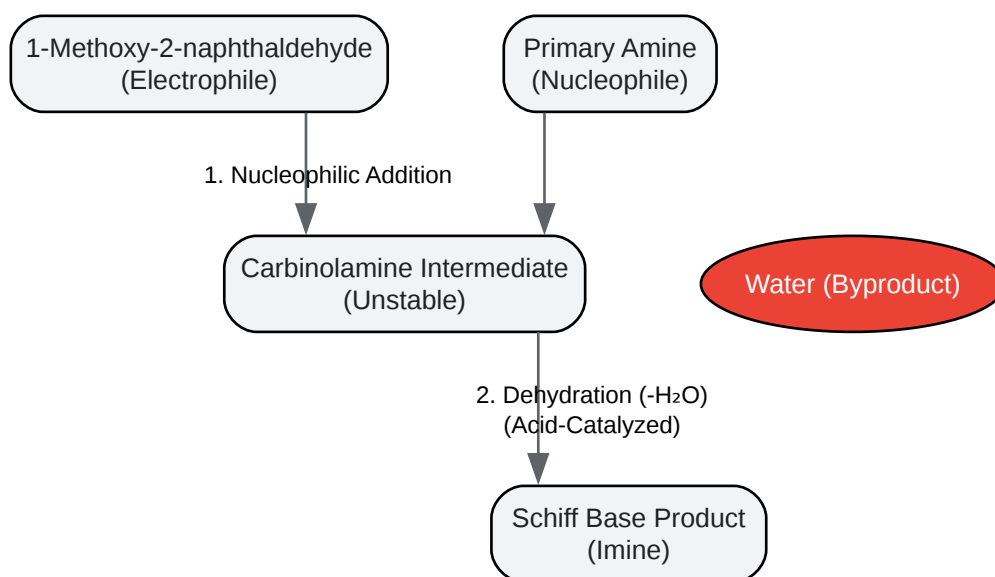 1-Methoxy-2-naphthaldehyde
(Electrophile)
Primary Amine
(Nucleophile)
1. Nucleophilic Addition
Carbinolamine Intermediate
(Unstable)
Water (Byproduct)
2. Dehydration (-H₂O)
(Acid-Catalyzed)
Schiff Base Product
(Imine)